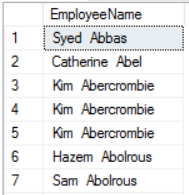 EmployeeName
1 Syed Abbas
2 Catherine Abel
3 Kim Abercrombie
4 Kim Abercrombie
5 Kim Abercrombie
6 Hazem Abolrous
7 Sam Abolrous